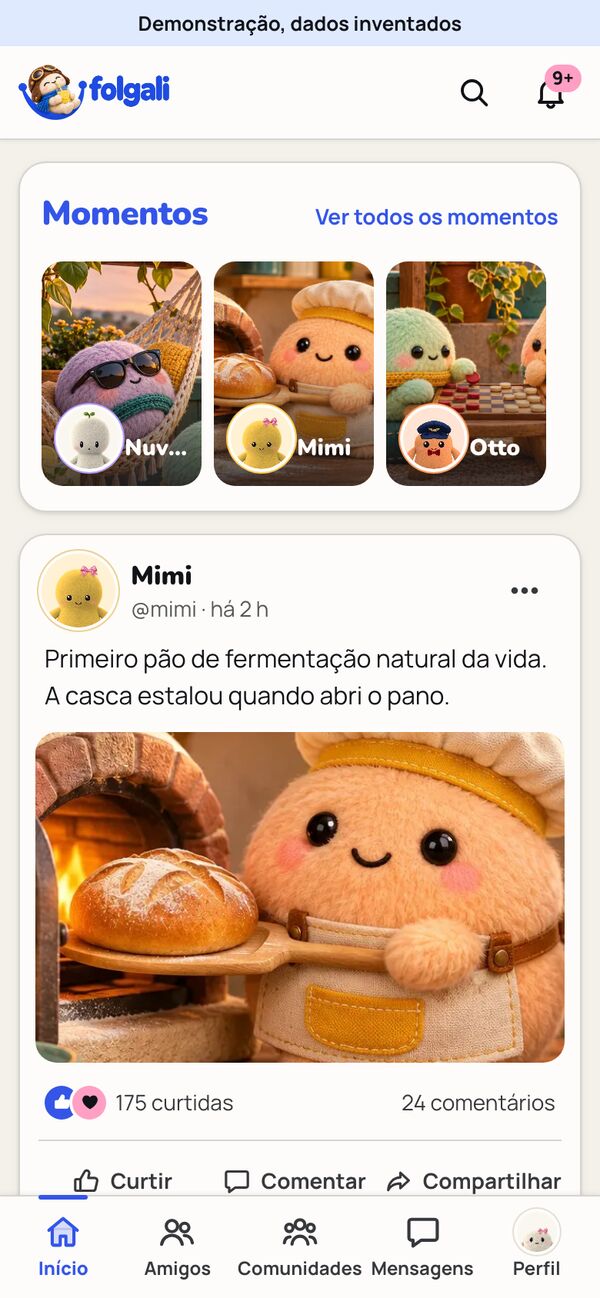 Demonstração, dados inventados
folgali
9+
Momentos
Ver todos os momentos
Nuv...
Mimi
Otto
Mimi
@mimi · há 2 h
Primeiro pão de fermentação natural da vida.
A casca estalou quando abri o pano.
175 curtidas
24 comentários
Curtir
Comentar
Compartilhar
Início
Amigos
Comunidades
Mensagens
Perfil